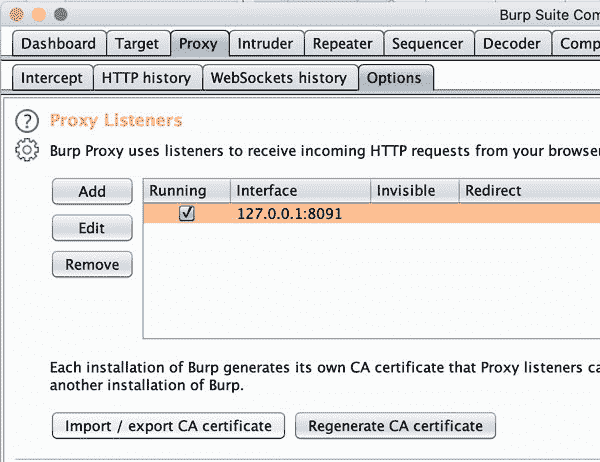 Burp Suite Com
Dashboard Target Proxy Intruder Repeater Sequencer Decoder Comp
Intercept HTTP history WebSockets history Options
? Proxy Listeners
Burp Proxy uses listeners to receive incoming HTTP requests from your browser
Add Running Interface Invisible Redirect
127.0.0.1:8091
Edit
Remove
Each installation of Burp generates its own CA certificate that Proxy listeners ca
another installation of Burp.
Import / export CA certificate Regenerate CA certificate